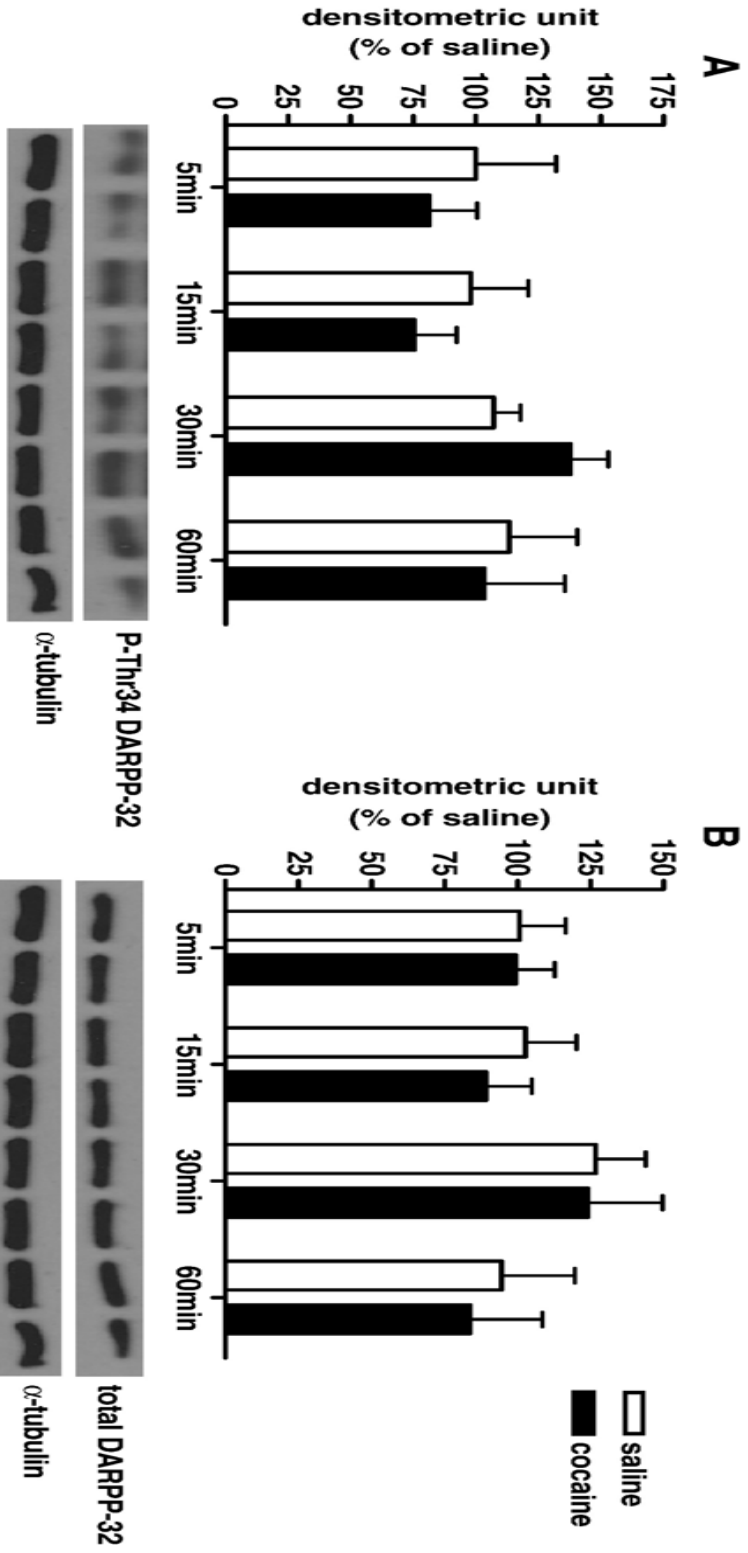 A
densitometric unit
(% of saline)
0
25
50
75
100
125
150
175
5min
15min
30min
60min
P-Thr34 DARPP-32
α-tubulin
B
densitometric unit
(% of saline)
0
25
50
75
100
125
150
5min
15min
30min
60min
saline
cocaine
total DARPP-32
α-tubulin